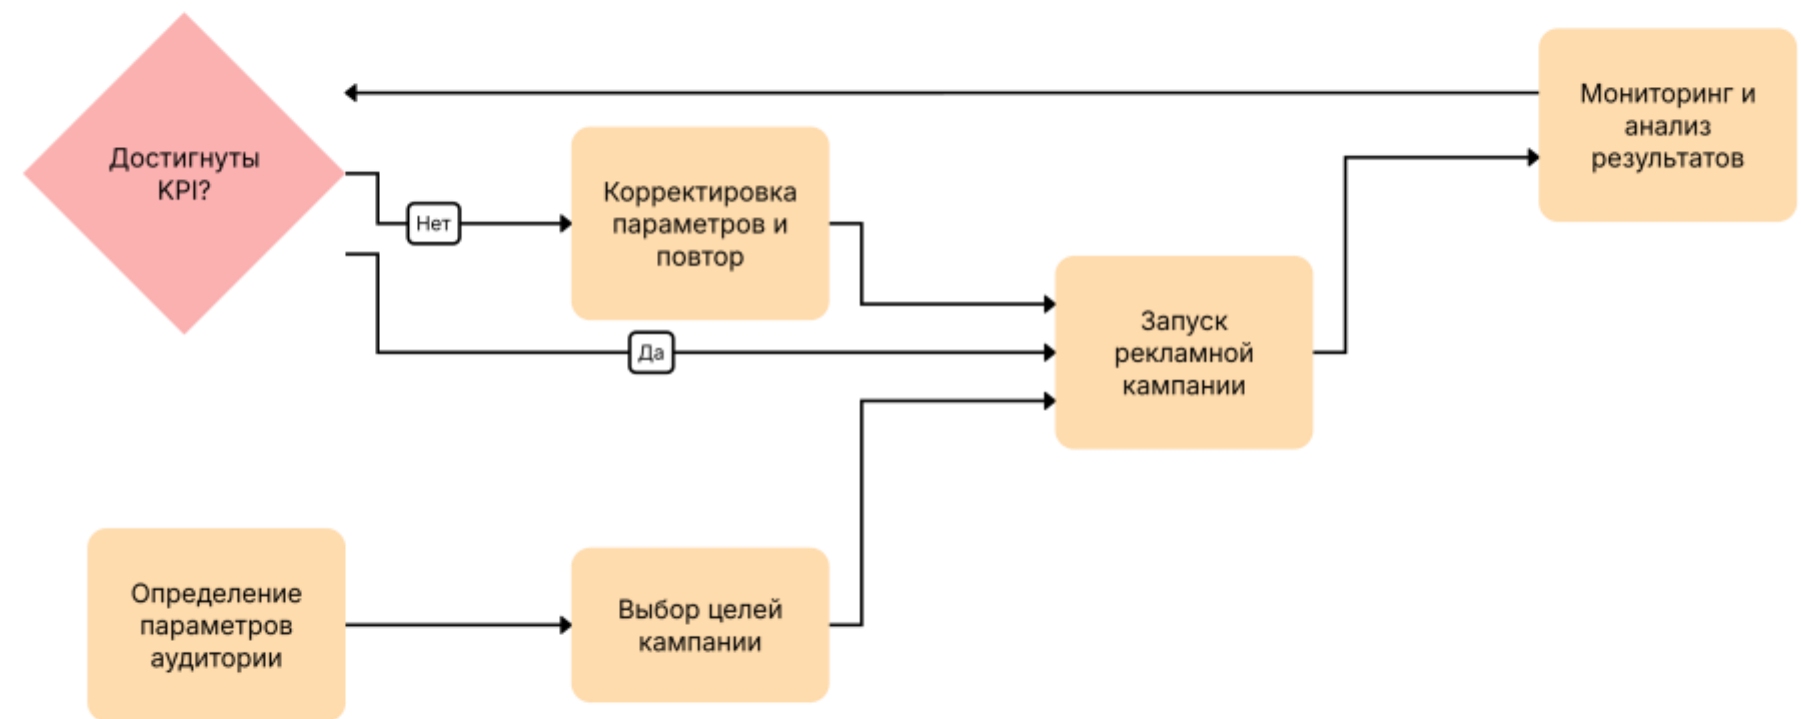 Достигнуты
KPI?
Нет
Корректировка
параметров и
повтор
Да
Запуск
рекламной
кампании
Мониторинг и
анализ
результатов
Определение
параметров
аудитории
Выбор целей
кампании